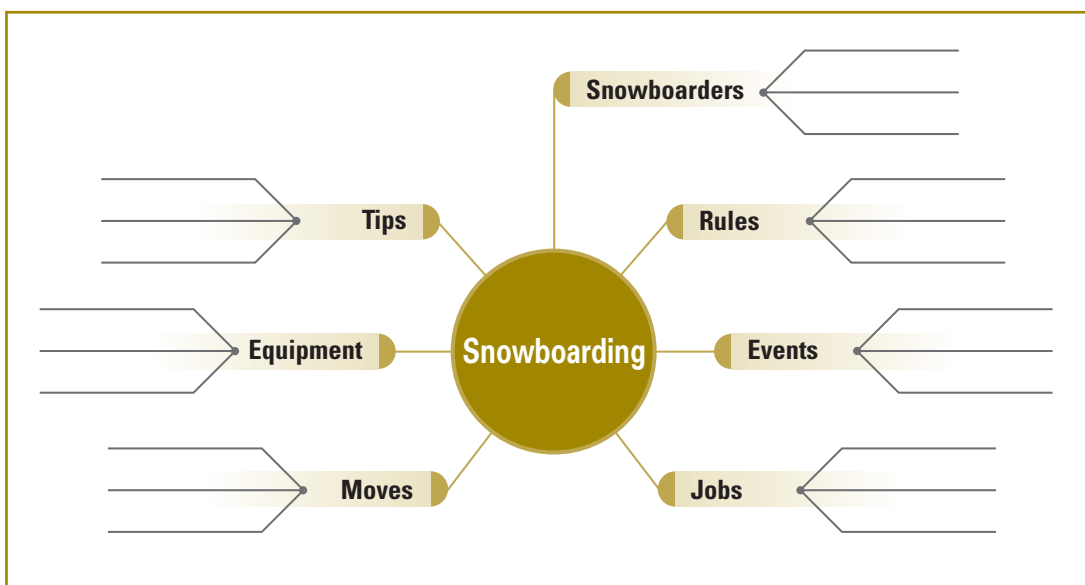 Snowboarders
Tips
Rules
Equipment
Snowboarding
Events
Moves
Jobs